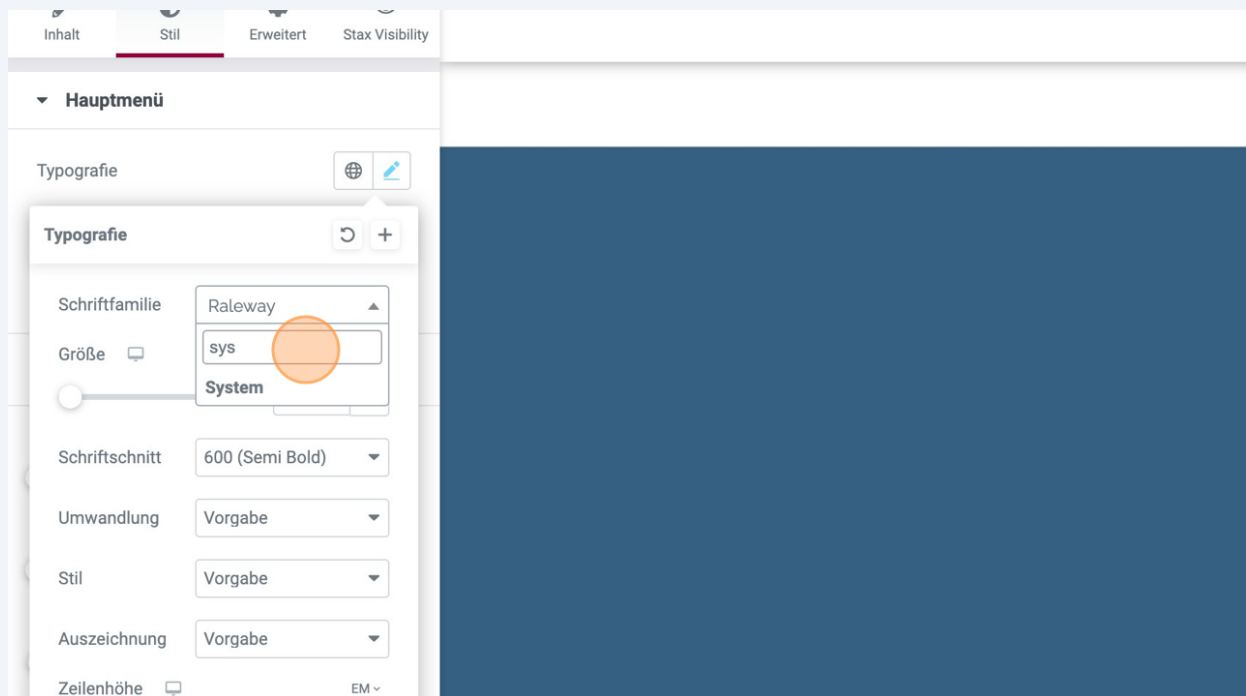 Inhalt Stil Erweitert Stax Visibility
Hauptmenü
Typografie
Typografie
Schriftfamilie Raleway
sys
Größe
System
Schriftschnitt 600 (Semi Bold)
Umwandlung Vorgabe
Stil Vorgabe
Auszeichnung Vorgabe
Zeilenhöhe EM